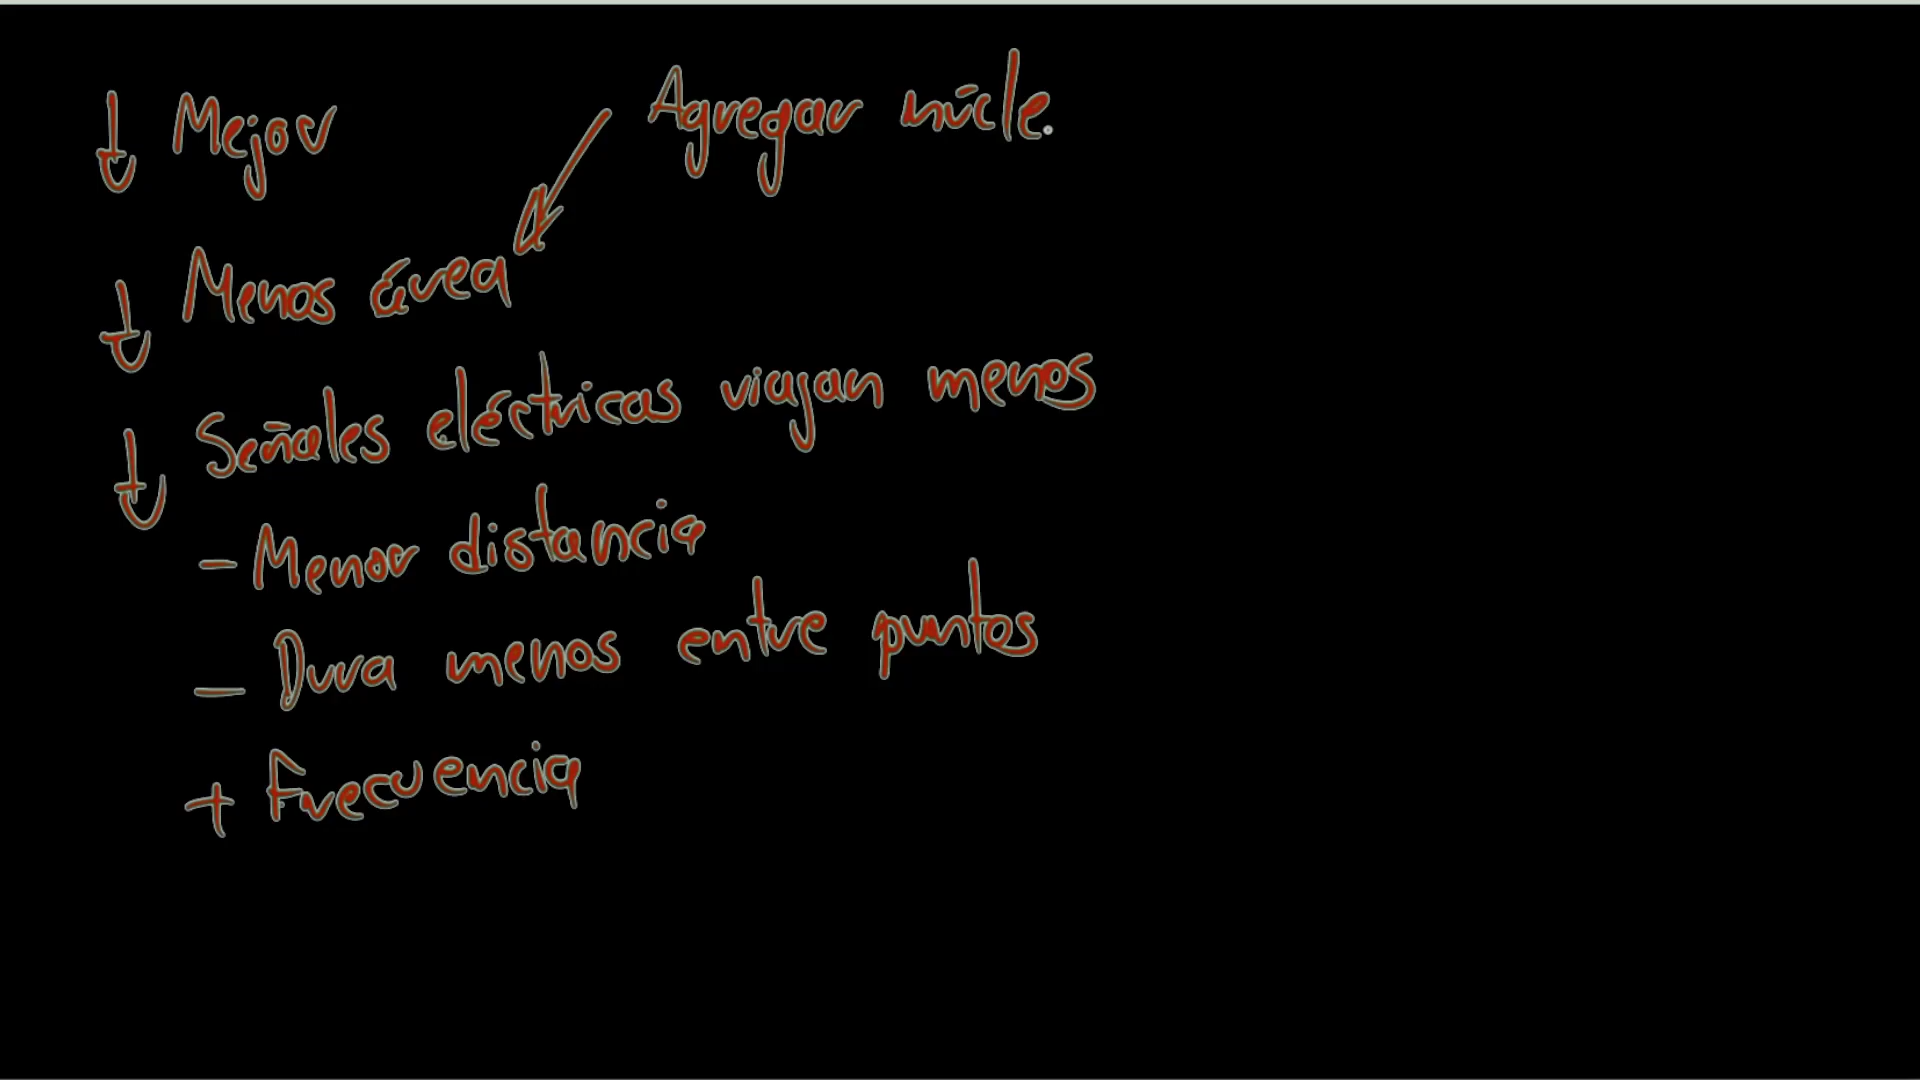 ↓ Mejor
Agregar núcle.
↓ Menos área
↓ Señales eléctricas viajan menos
- Menor distancia
- Dura menos entre puntos
+ Frecuencia